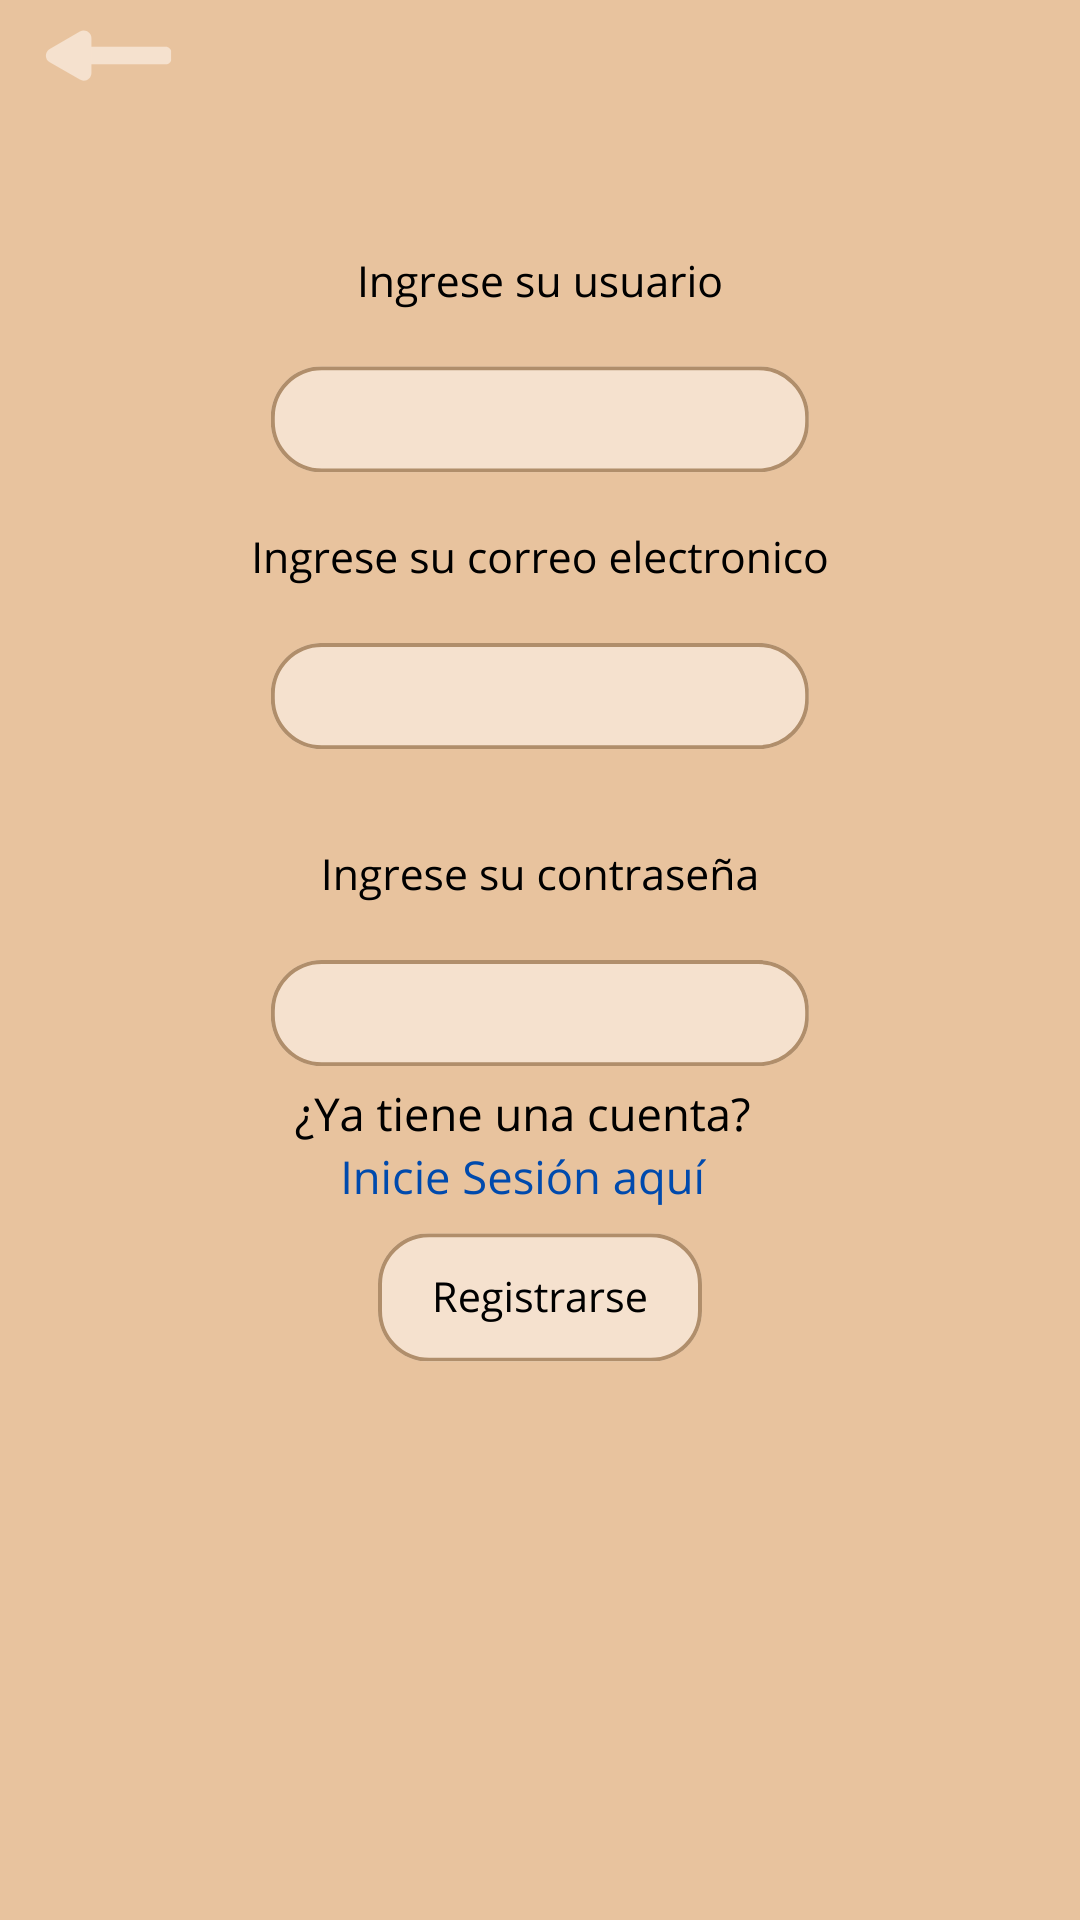 Ingrese su usuario
Ingrese su correo electronico
Ingrese su contraseña
¿Ya tiene una cuenta?
Inicie Sesión aquí
Registrarse